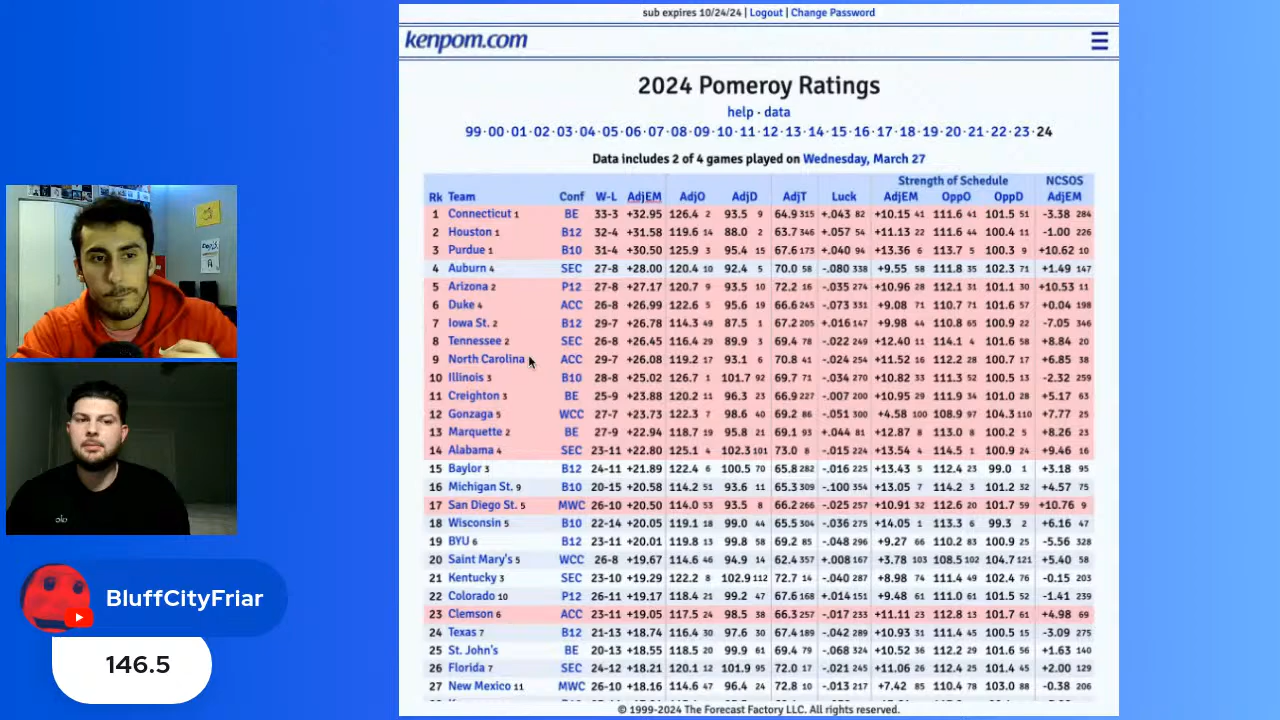 sub expires 10/24/24 | Logout | Change Password
kenpom.com
2024 Pomeroy Ratings
help · data
99·00·01·02·03·04·05·06·07·08·09·10·11·12·13·14·15·16·17·18·19·20·21·22·23·24
Data includes 2 of 4 games played on Wednesday, March 27
Strength of Schedule NCSOS
Rk Team Conf W-L AdjEM AdjO AdjD AdjT Luck AdjEM OppO OppD AdjEM
1 Connecticut 1 BE 33-3 +32.95 126.4 2 93.5 9 64.9 315 +.043 82 +10.15 41 111.6 41 101.5 51 -3.38 284
2 Houston 1 B12 32-4 +31.58 119.6 14 88.0 2 63.7 346 +.057 54 +11.13 22 111.6 44 100.4 11 -1.00 226
3 Purdue 1 B10 31-4 +30.50 125.9 3 95.4 15 67.6 173 +.040 94 +13.36 6 113.7 5 100.3 9 +10.62 10
4 Auburn 4 SEC 27-8 +28.00 120.4 10 92.4 5 70.0 58 -.080 338 +9.55 58 111.8 35 102.3 71 +1.49 147
5 Arizona 2 P12 27-8 +27.17 120.7 9 93.5 10 72.2 16 -.035 274 +10.96 28 112.1 31 101.1 30 +10.53 11
6 Duke 4 ACC 26-8 +26.99 122.6 5 95.6 19 66.6 245 -.073 331 +9.08 71 110.7 71 101.6 57 +0.04 198
7 Iowa St. 2 B12 29-7 +26.78 114.3 49 87.5 1 67.2 205 +.016 147 +9.98 44 110.8 65 100.9 22 -7.05 346
8 Tennessee 2 SEC 26-8 +26.45 116.4 29 89.9 3 69.4 78 -.022 249 +12.40 11 114.1 4 101.6 58 +8.84 20
9 North Carolina ACC 29-7 +26.08 119.2 17 93.1 6 70.8 41 -.024 254 +11.52 16 112.2 28 100.7 17 +6.85 38
10 Illinois 3 B10 28-8 +25.02 126.7 1 101.7 92 69.7 71 -.034 270 +10.82 33 111.3 52 100.5 13 -2.32 259
11 Creighton 3 BE 25-9 +23.88 120.2 11 96.3 23 66.9 227 -.007 200 +10.95 29 111.9 34 101.0 28 +5.17 63
12 Gonzaga 5 WCC 27-7 +23.73 122.3 7 98.6 40 69.2 86 -.051 300 +4.58 100 108.9 97 104.3 110 +7.77 25
13 Marquette 2 BE 27-9 +22.94 118.7 19 95.8 21 69.1 93 +.044 81 +12.87 8 113.0 8 100.2 5 +8.26 23
14 Alabama 4 SEC 23-11 +22.80 125.1 4 102.3 101 73.0 8 -.015 224 +13.54 4 114.5 1 100.9 24 +9.46 16
15 Baylor 3 B12 24-11 +21.89 122.4 6 100.5 70 65.8 282 -.016 225 +13.43 5 112.4 23 99.0 1 +3.18 95
16 Michigan St. 9 B10 20-15 +20.58 114.2 51 93.6 11 65.3 309 -.100 354 +13.05 7 114.2 3 101.2 32 +4.57 75
17 San Diego St. 5 MWC 26-10 +20.50 114.0 53 93.5 8 66.2 266 -.025 257 +10.91 32 112.6 20 101.7 59 +10.76 9
18 Wisconsin 5 B10 22-14 +20.05 119.1 18 99.0 44 65.5 304 -.036 275 +14.05 1 113.3 6 99.3 2 +6.16 47
19 BYU 6 B12 23-11 +20.01 119.8 13 99.8 58 69.2 85 -.048 296 +9.27 66 110.2 83 100.9 25 -5.56 328
20 Saint Mary's 5 WCC 26-8 +19.67 114.6 46 94.9 14 62.4 357 +.008 167 +3.78 103 108.5 102 104.7 121 +5.40 58
21 Kentucky 3 SEC 23-10 +19.29 122.2 8 102.9 112 72.7 14 -.040 287 +8.98 74 111.4 49 102.4 76 -0.15 203
22 Colorado 10 P12 26-11 +19.17 118.4 21 99.2 47 67.6 168 +.014 151 +9.48 61 111.0 61 101.5 52 -1.41 239
23 Clemson 6 ACC 23-11 +19.05 117.5 24 98.5 38 66.3 257 -.017 233 +11.11 23 112.8 13 101.7 61 +4.98 69
24 Texas 7 B12 21-13 +18.74 116.4 30 97.6 30 67.4 189 -.042 289 +10.93 31 111.4 45 100.5 15 -3.09 275
25 St. John's BE 20-13 +18.55 118.5 20 99.9 61 69.4 79 -.068 324 +10.52 36 112.2 29 101.6 56 +1.63 140
26 Florida 7 SEC 24-12 +18.21 120.1 12 101.9 95 72.0 17 -.021 245 +11.06 26 112.4 25 101.4 45 +2.00 129
27 New Mexico 11 MWC 26-10 +18.16 114.6 47 96.4 24 72.8 10 -.013 217 +7.42 85 110.4 78 103.0 88 -0.38 206
© 1999-2024 The Forecast Factory LLC. All rights reserved.
BluffCityFriar
146.5